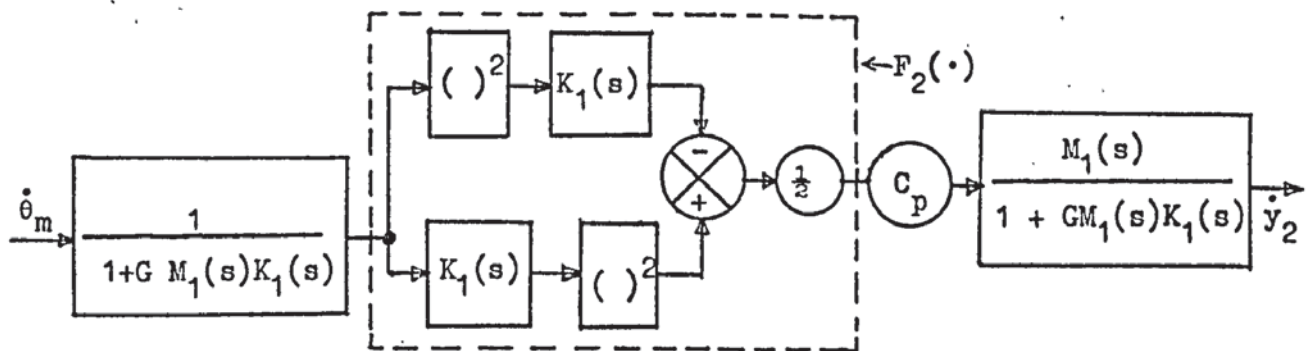 θ̇m
1
1+G M₁(s)K₁(s)
( )²
K₁(s)
K₁(s)
( )²
-
+
½
←F₂(·)
Cp
M₁(s)
1 + GM₁(s)K₁(s)
ẏ₂